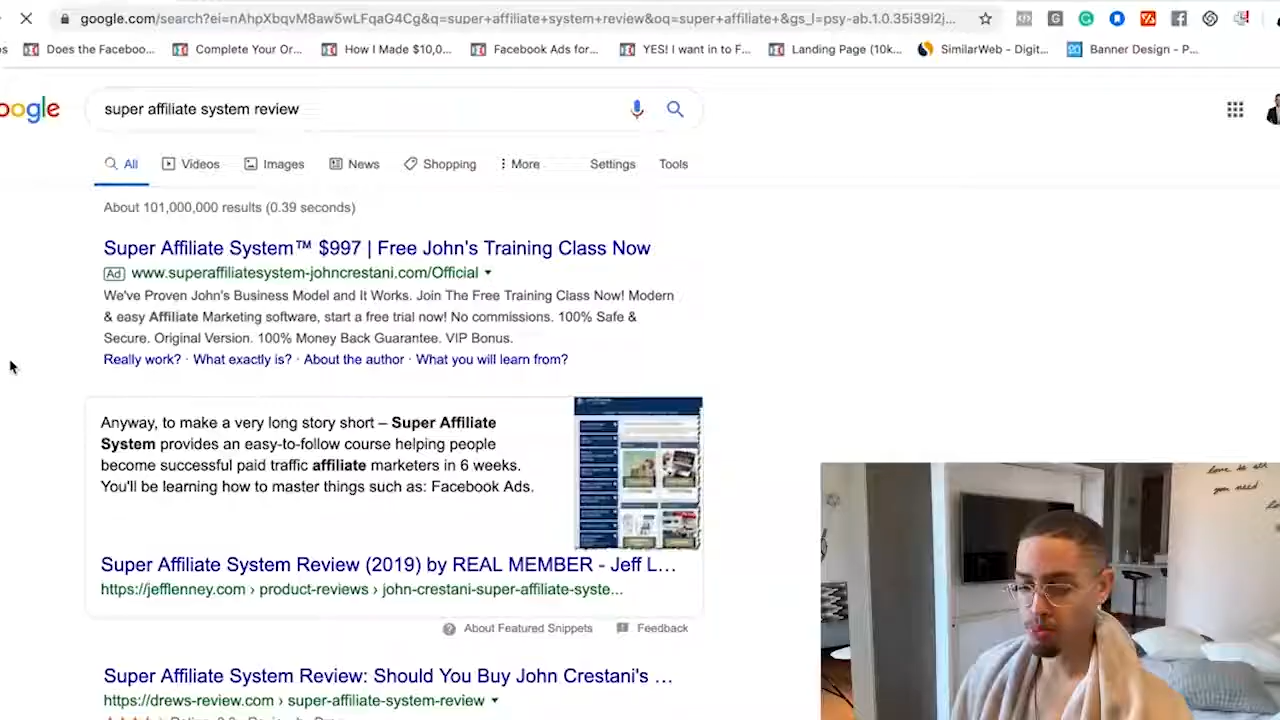 google.com/search?ei=nAhpXbqvM8aw5wLFqaG4Cg&q=super+affiliate+system+review&oq=super+affiliate+&gs_l=psy-ab.1.0.35i39i2j...
Does the Faceboo... Complete Your Or... How I Made $10,0... Facebook Ads for... YES! I want in to F... Landing Page (10k... SimilarWeb - Digit... Banner Design - P...
oogle super affiliate system review
All Videos Images News Shopping More Settings Tools
About 101,000,000 results (0.39 seconds)
Super Affiliate System™ $997 | Free John's Training Class Now
Ad www.superaffiliatesystem-johncrestani.com/Official
We've Proven John's Business Model and It Works. Join The Free Training Class Now! Modern
& easy Affiliate Marketing software, start a free trial now! No commissions. 100% Safe &
Secure. Original Version. 100% Money Back Guarantee. VIP Bonus.
Really work? · What exactly is? · About the author · What you will learn from?
Anyway, to make a very long story short – Super Affiliate
System provides an easy-to-follow course helping people
become successful paid traffic affiliate marketers in 6 weeks.
You'll be learning how to master things such as: Facebook Ads.
Super Affiliate System Review (2019) by REAL MEMBER - Jeff L...
https://jefflenney.com › product-reviews › john-crestani-super-affiliate-syste...
About Featured Snippets Feedback
Super Affiliate System Review: Should You Buy John Crestani's ...
https://drews-review.com › super-affiliate-system-review
love to all
you need